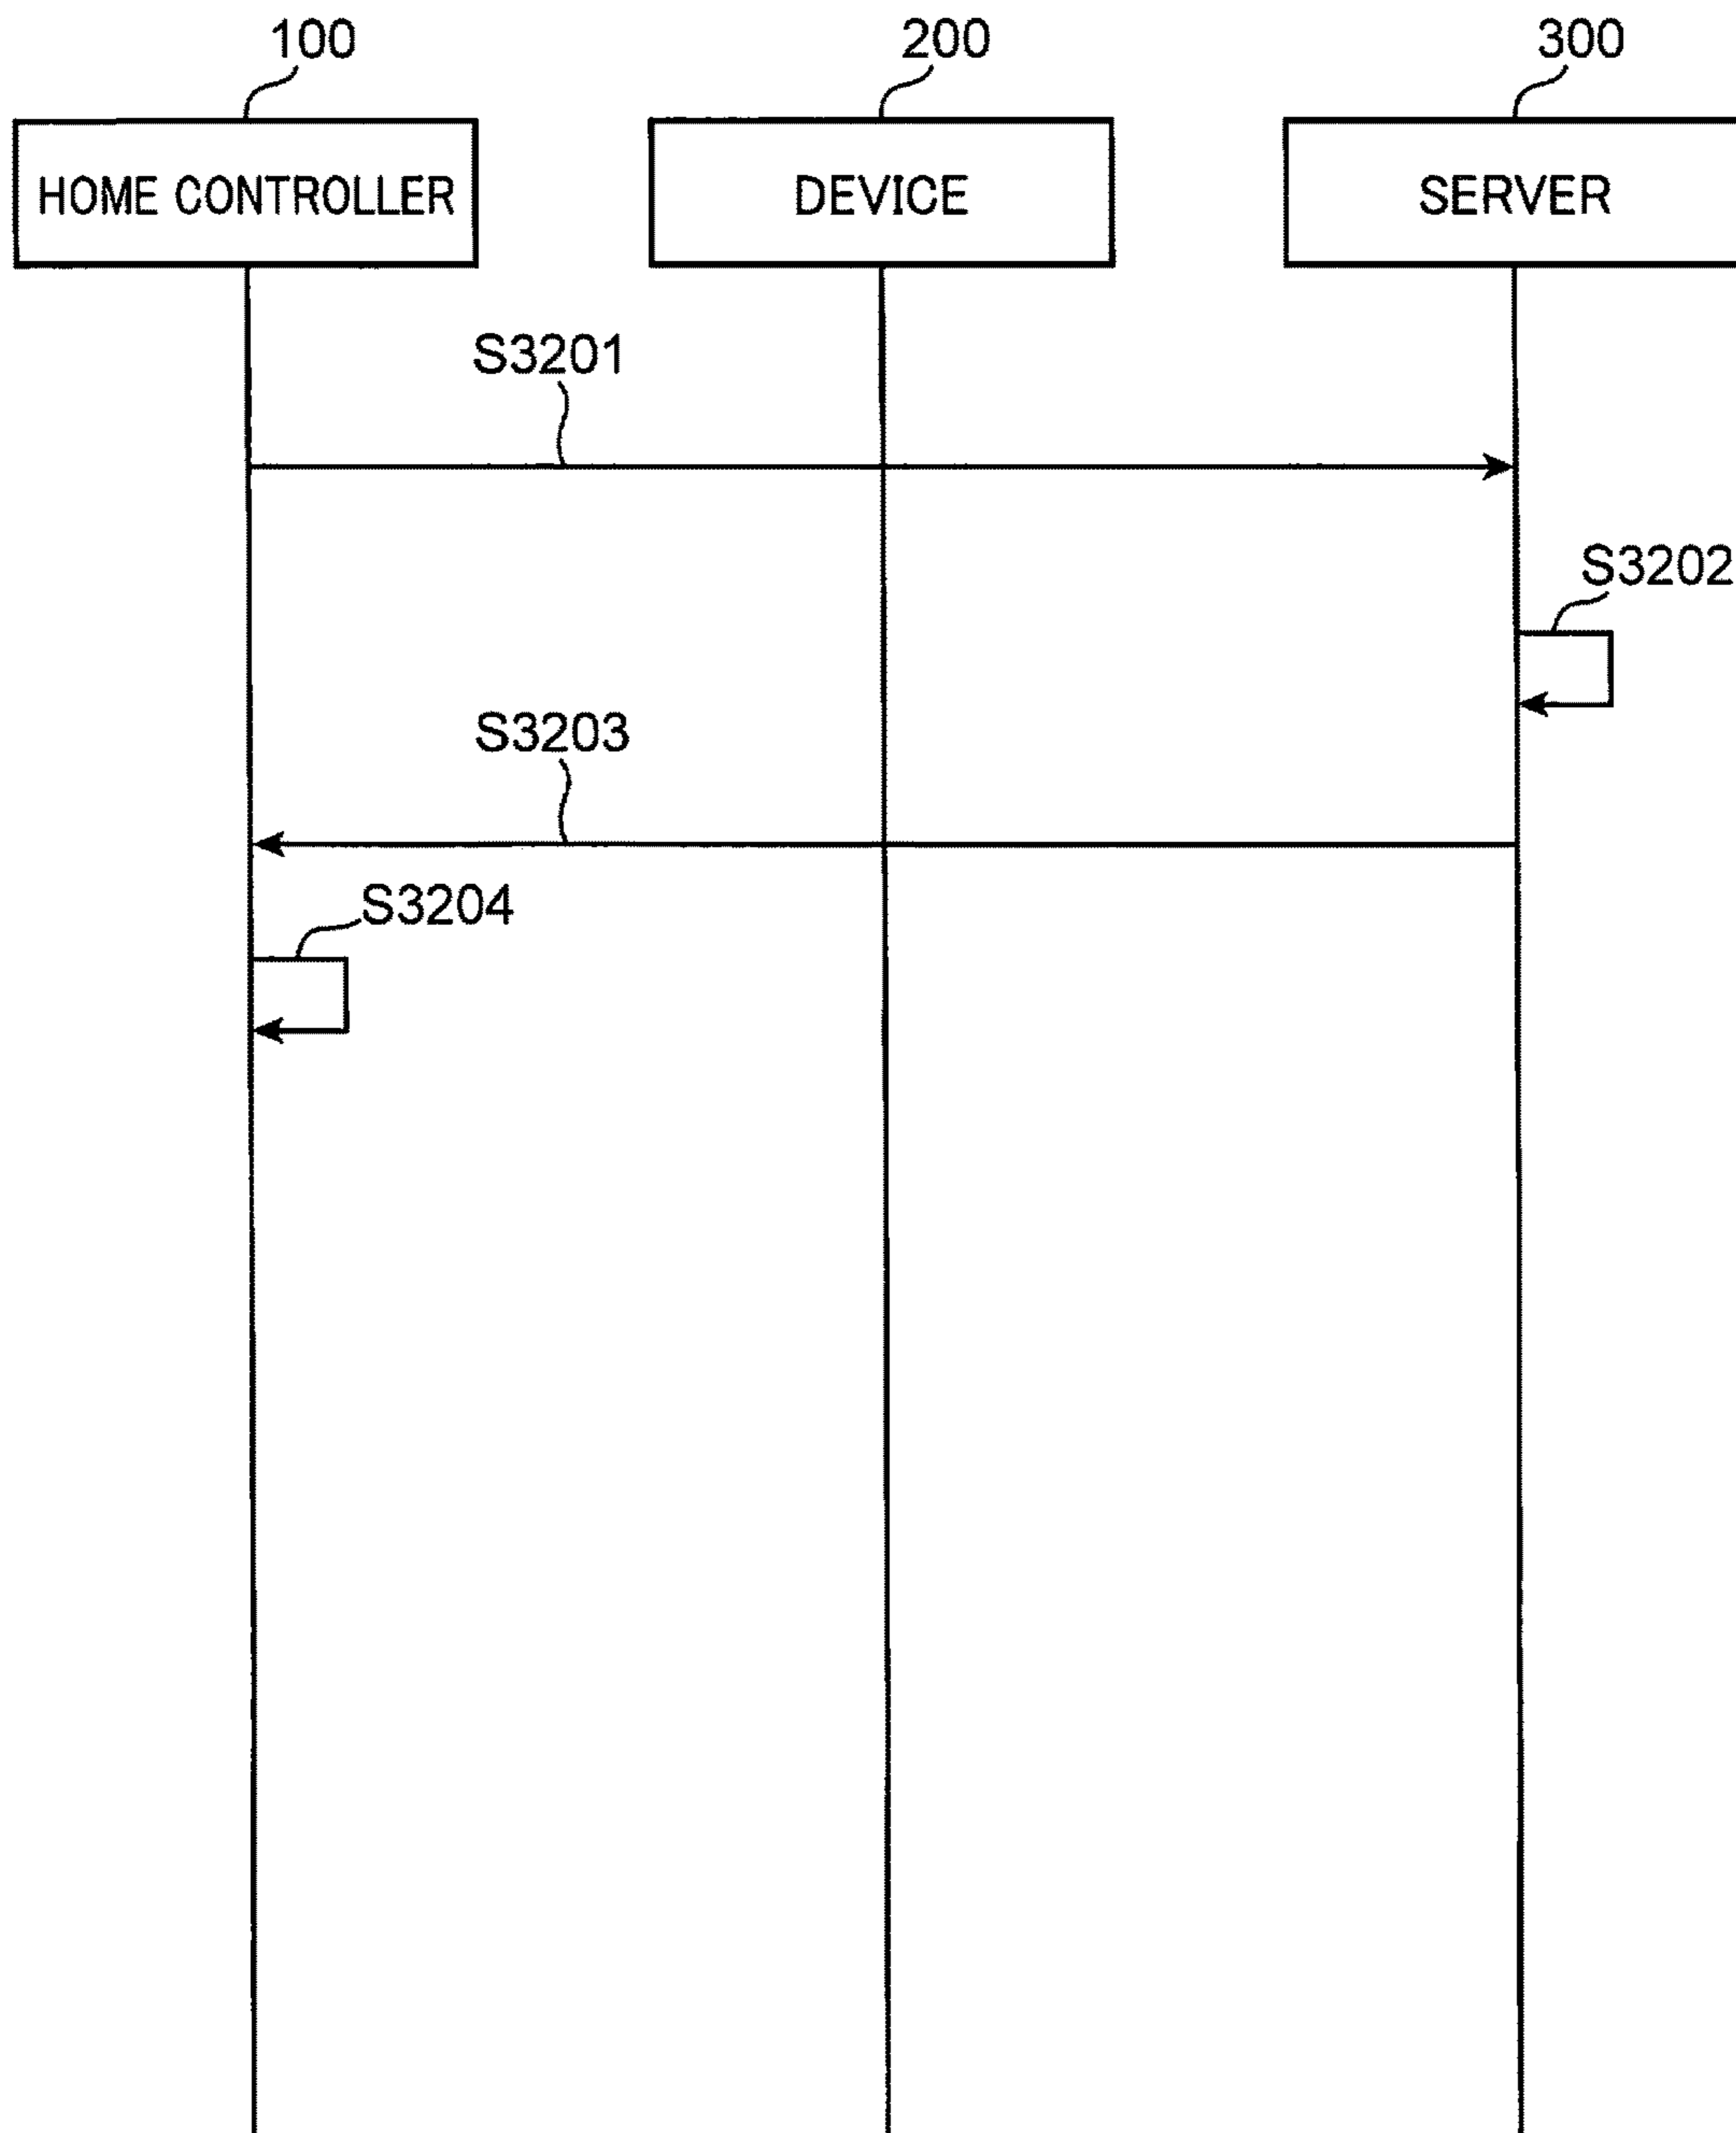 100
200
300
HOME CONTROLLER
DEVICE
SERVER
S3201
S3202
S3203
S3204